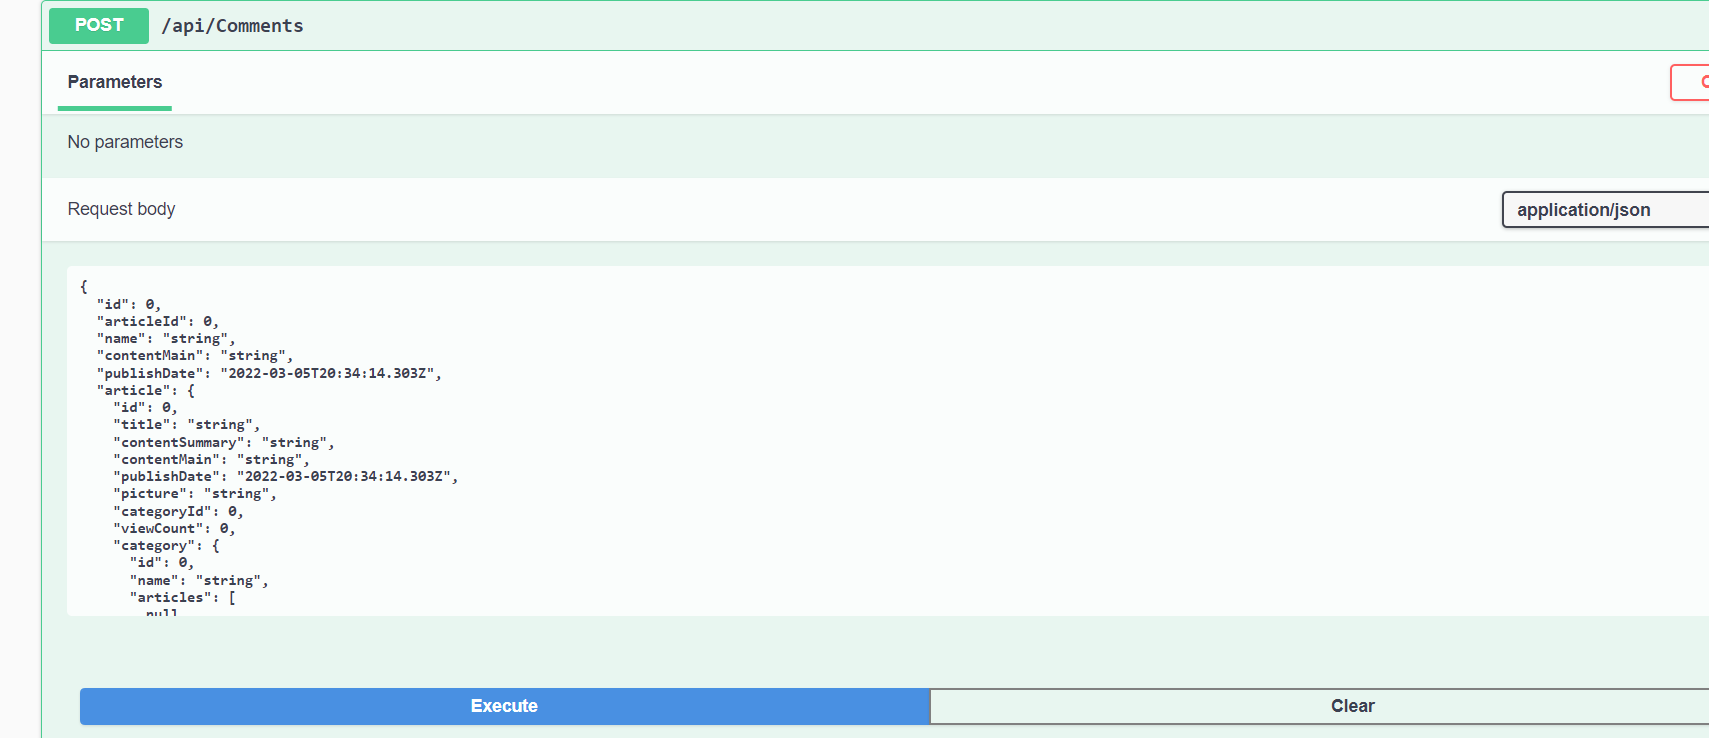 POST /api/Comments
Parameters
No parameters
Request body
application/json
{
  "id": 0,
  "articleId": 0,
  "name": "string",
  "contentMain": "string",
  "publishDate": "2022-03-05T20:34:14.303Z",
  "article": {
    "id": 0,
    "title": "string",
    "contentSummary": "string",
    "contentMain": "string",
    "publishDate": "2022-03-05T20:34:14.303Z",
    "picture": "string",
    "categoryId": 0,
    "viewCount": 0,
    "category": {
      "id": 0,
      "name": "string",
      "articles": [
        null
Execute
Clear